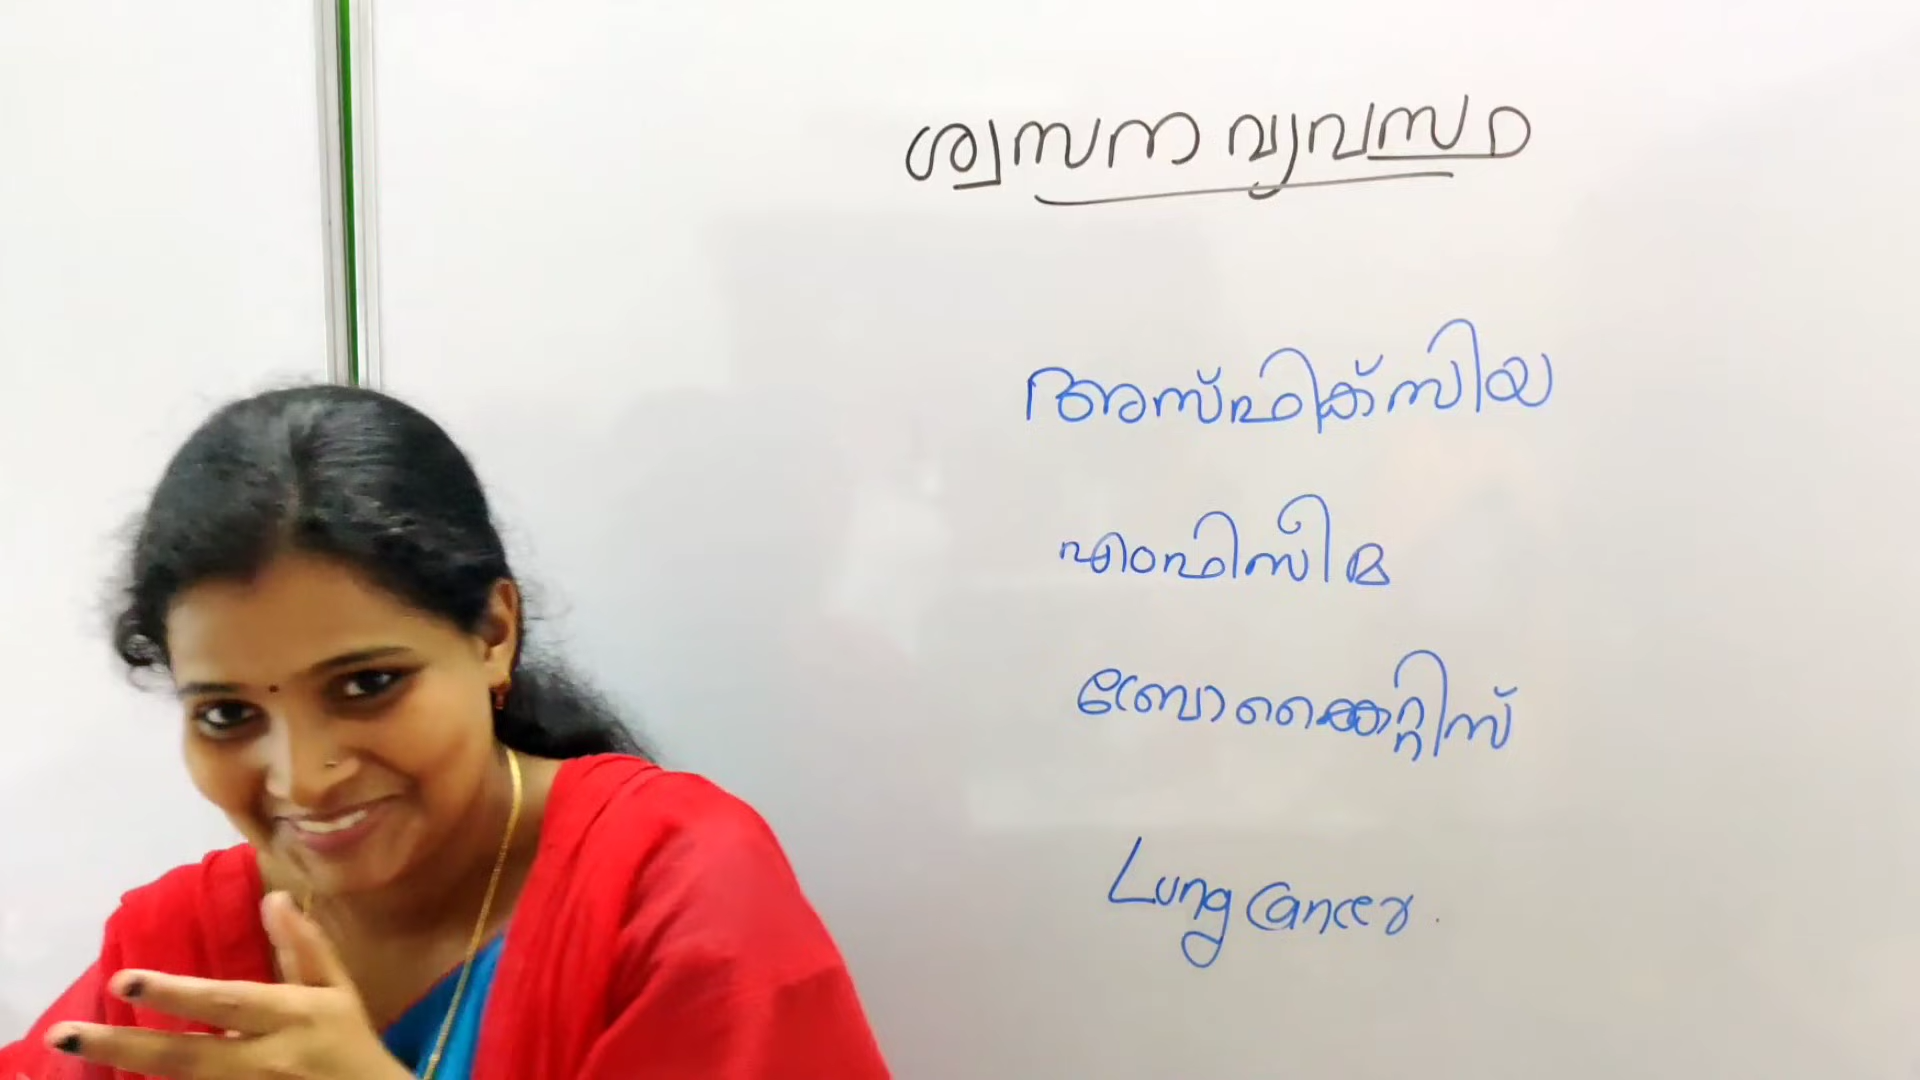 ശ്വസന വ്യവസ്ഥ
അസ്ഫിക്സിയ
എംഫിസീമ
ബ്രോങ്കൈറ്റിസ്
Lung Cancer.